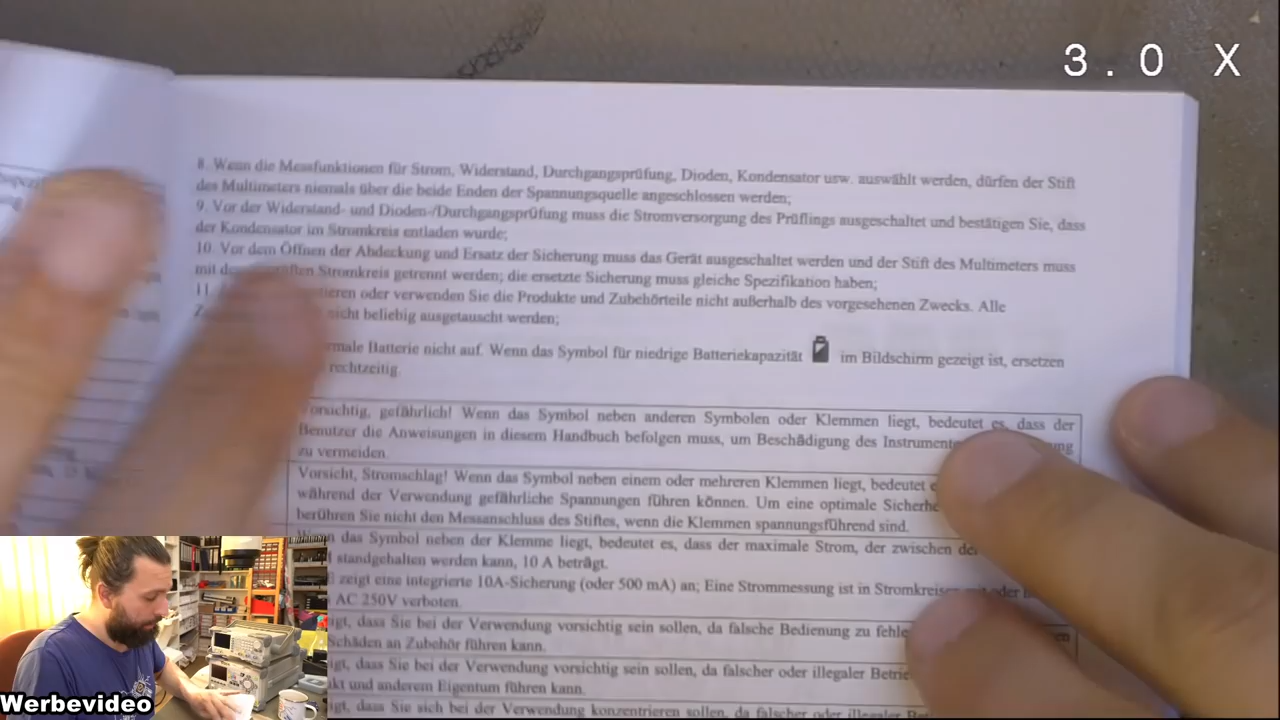 3.0 X
8. Wenn die Messfunktionen für Strom, Widerstand, Durchgangsprüfung, Dioden, Kondensator usw. auswählt werden, dürfen der Stift
des Multimeters niemals über die beide Enden der Spannungsquelle angeschlossen werden;
9. Vor der Widerstand- und Dioden-/Durchgangsprüfung muss die Stromversorgung des Prüflings ausgeschaltet und bestätigen Sie, dass
der Kondensator im Stromkreis entladen wurde;
10. Vor dem Öffnen der Abdeckung und Ersatz der Sicherung muss das Gerät ausgeschaltet werden und der Stift des Multimeters muss
mit Stromkreis getrennt werden; die ersetzte Sicherung muss gleiche Spezifikation haben;
11 oder verwenden Sie die Produkte und Zubehörteile nicht außerhalb des vorgesehenen Zwecks. Alle
nicht beliebig ausgetauscht werden;
Batterie nicht auf. Wenn das Symbol für niedrige Batteriekapazität im Bildschirm gezeigt ist, ersetzen
rechtzeitig.
Vorsichtig, gefährlich! Wenn das Symbol neben anderen Symbolen oder Klemmen liegt, bedeutet es, dass der
Benutzer die Anweisungen in diesem Handbuch befolgen muss, um Beschädigung des
zu vermeiden.
Vorsicht, Stromschlag! Wenn das Symbol neben einem oder mehreren Klemmen liegt, bedeutet
während der Verwendung gefährliche Spannungen führen können. Um eine optimale
berühren Sie nicht den Messanschluss des Stiftes, wenn die Klemmen spannungsführend sind.
Wenn das Symbol neben der Klemme liegt, bedeutet es, dass der maximale Strom, der zwischen
standgehalten werden kann, 10 A beträgt.
zeigt eine integrierte 10A-Sicherung (oder 500 mA) an; Eine Strommessung ist in
AC 250V verboten.
dass Sie bei der Verwendung vorsichtig sein sollen, da falsche Bedienung zu
Schäden an Zubehör führen kann.
dass Sie bei der Verwendung vorsichtig sein sollen, da falscher oder illegaler
und anderem Eigentum führen kann.
dass Sie sich bei der Verwendung konzentrieren sollen, da falscher oder illegaler
Werbevideo